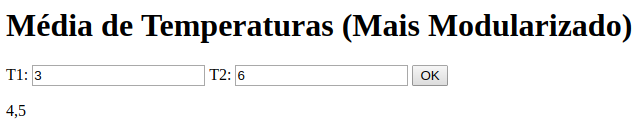 Média de Temperaturas (Mais Modularizado)
T1: 3 T2: 6 OK
4,5